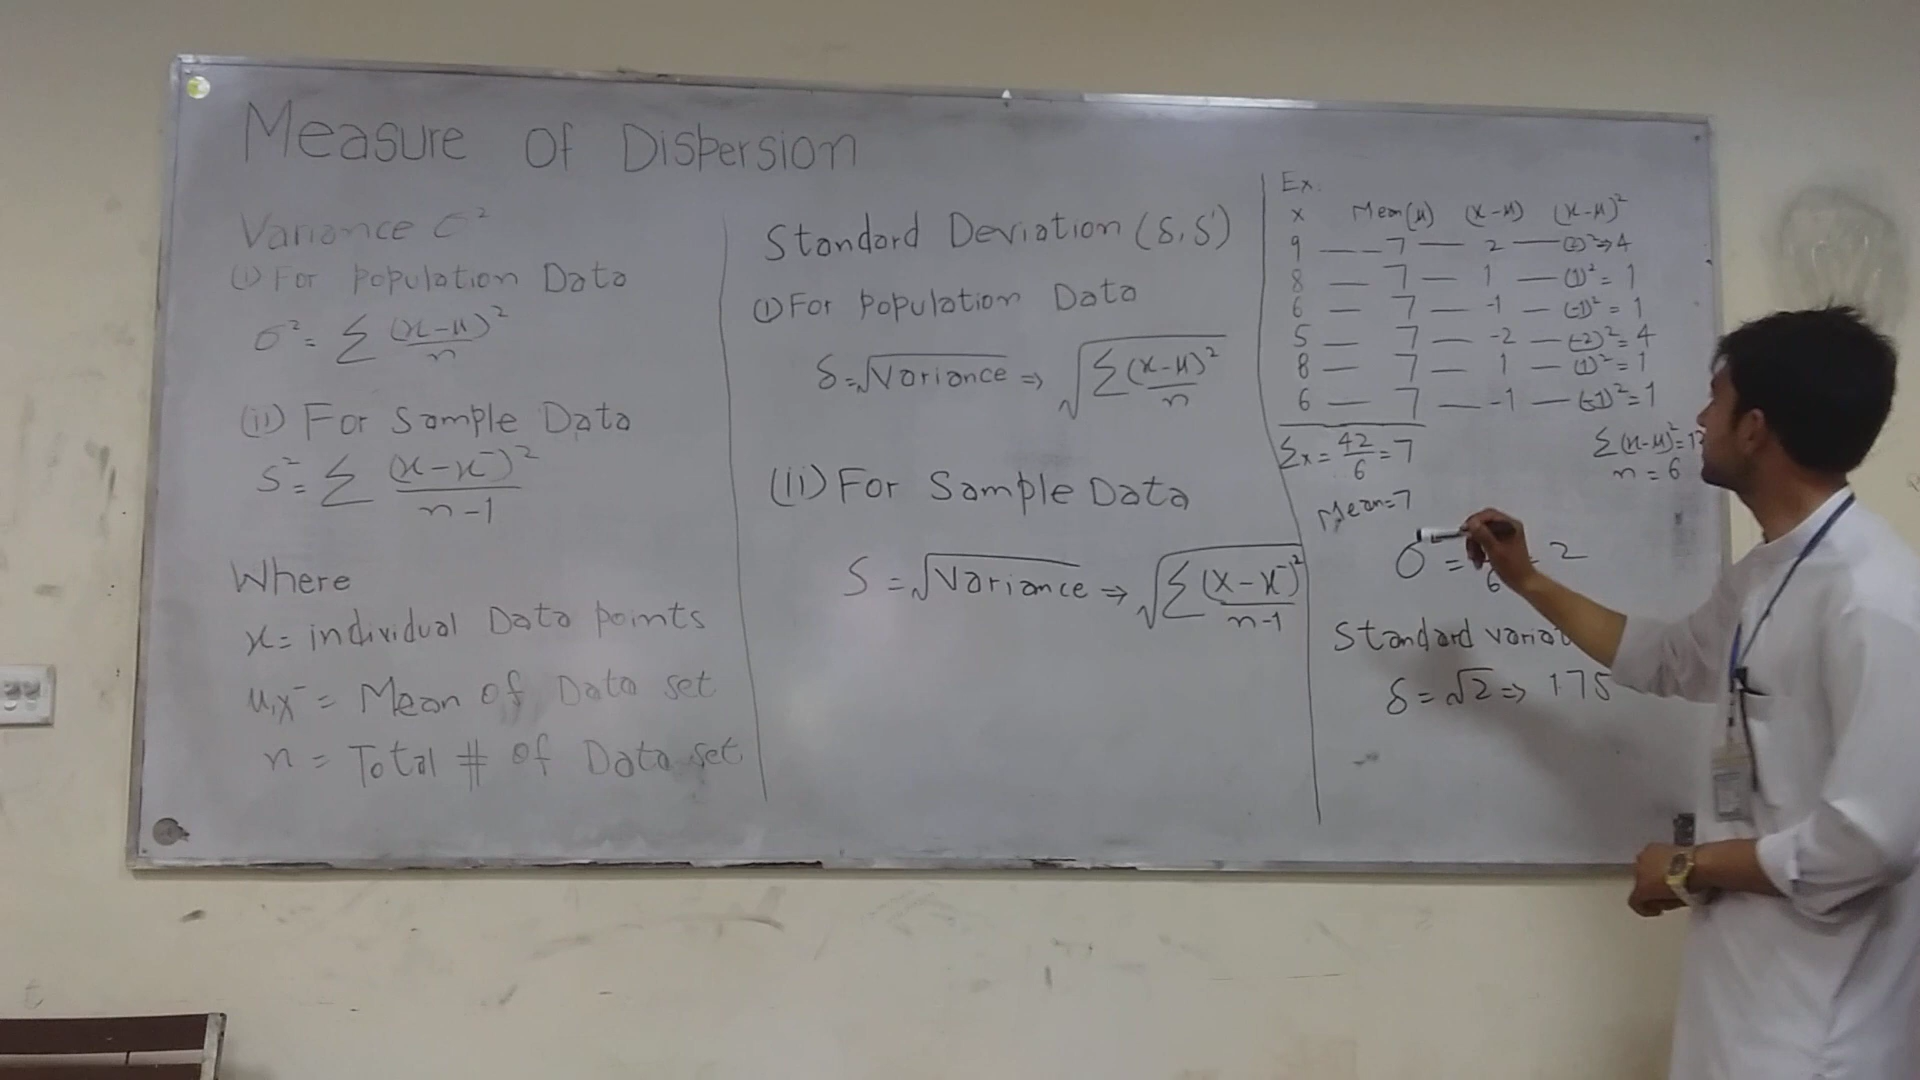 Measure of Dispersion
Variance σ²
(i) For population Data
σ² = Σ (x-μ)²/n
(ii) For Sample Data
S² = Σ (x-x̄)²/n-1
Where
x = individual Data points
μ, x̄ = Mean of Data set
n = Total # of Data set
Standard Deviation (δ, S)
(i) For population Data
δ = √Variance ⇒ √Σ(x-μ)²/n
(ii) For Sample Data
S = √Variance ⇒ √Σ(x-x̄)²/n-1
Ex.
x Mean(μ) (x-μ) (x-μ)²
9 — 7 — 2 — (2)² ⇒ 4
8 — 7 — 1 — (1)² = 1
6 — 7 — -1 — (-1)² = 1
5 — 7 — -2 — (-2)² = 4
8 — 7 — 1 — (1)² = 1
6 — 7 — -1 — (-1)² = 1
Σx = 42/6 = 7
Σ(x-μ)² = 12
n = 6
Mean = 7
σ = 6 = 2
Standard
δ = √2 ⇒ 1.75